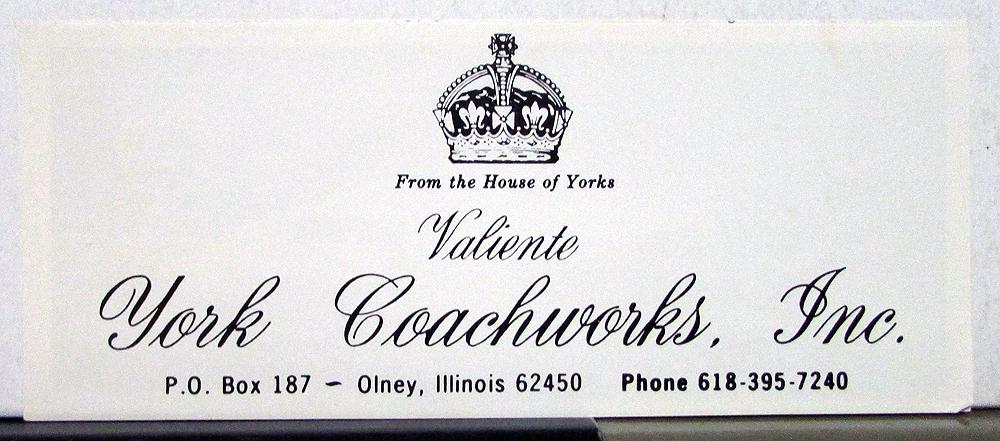 From the House of Yorks
Valiente
York Coachworks, Inc.
P.O. Box 187 – Olney, Illinois 62450 Phone 618-395-7240